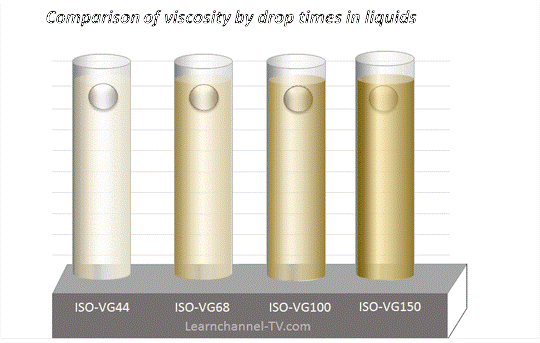 Comparison of viscosity by drop times in liquids
ISO-VG44 ISO-VG68 ISO-VG100 ISO-VG150
Learnchannel-TV.com